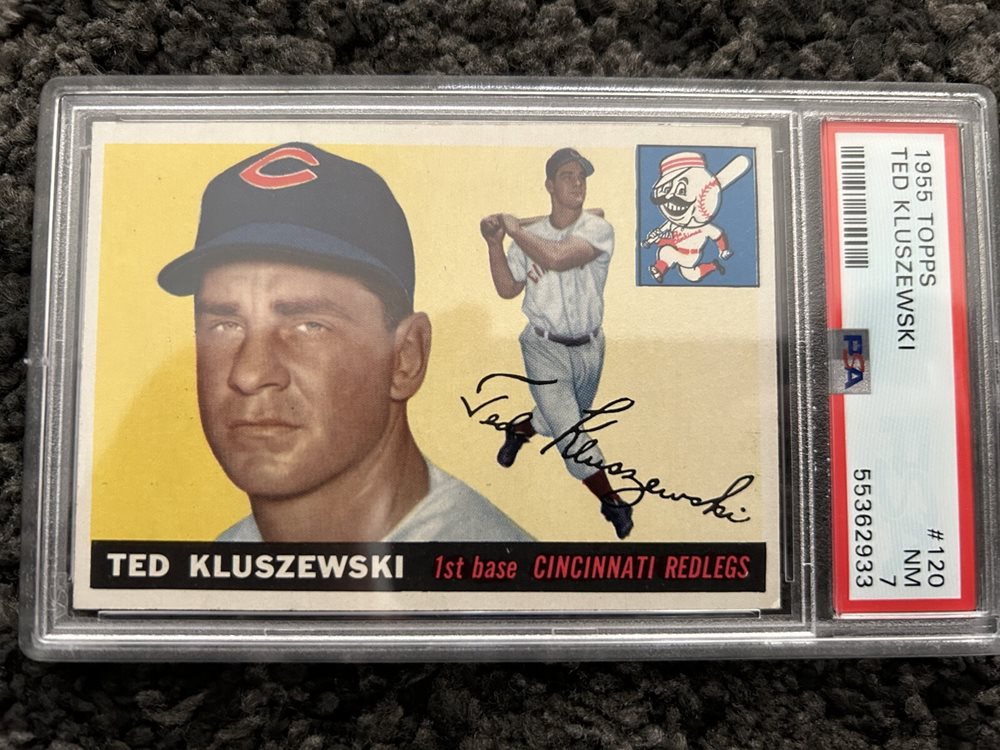 C
Ted Kluszewski
TED KLUSZEWSKI 1st base CINCINNATI REDLEGS
1955 TOPPS
TED KLUSZEWSKI
PSA
#120
NM
7
55362933